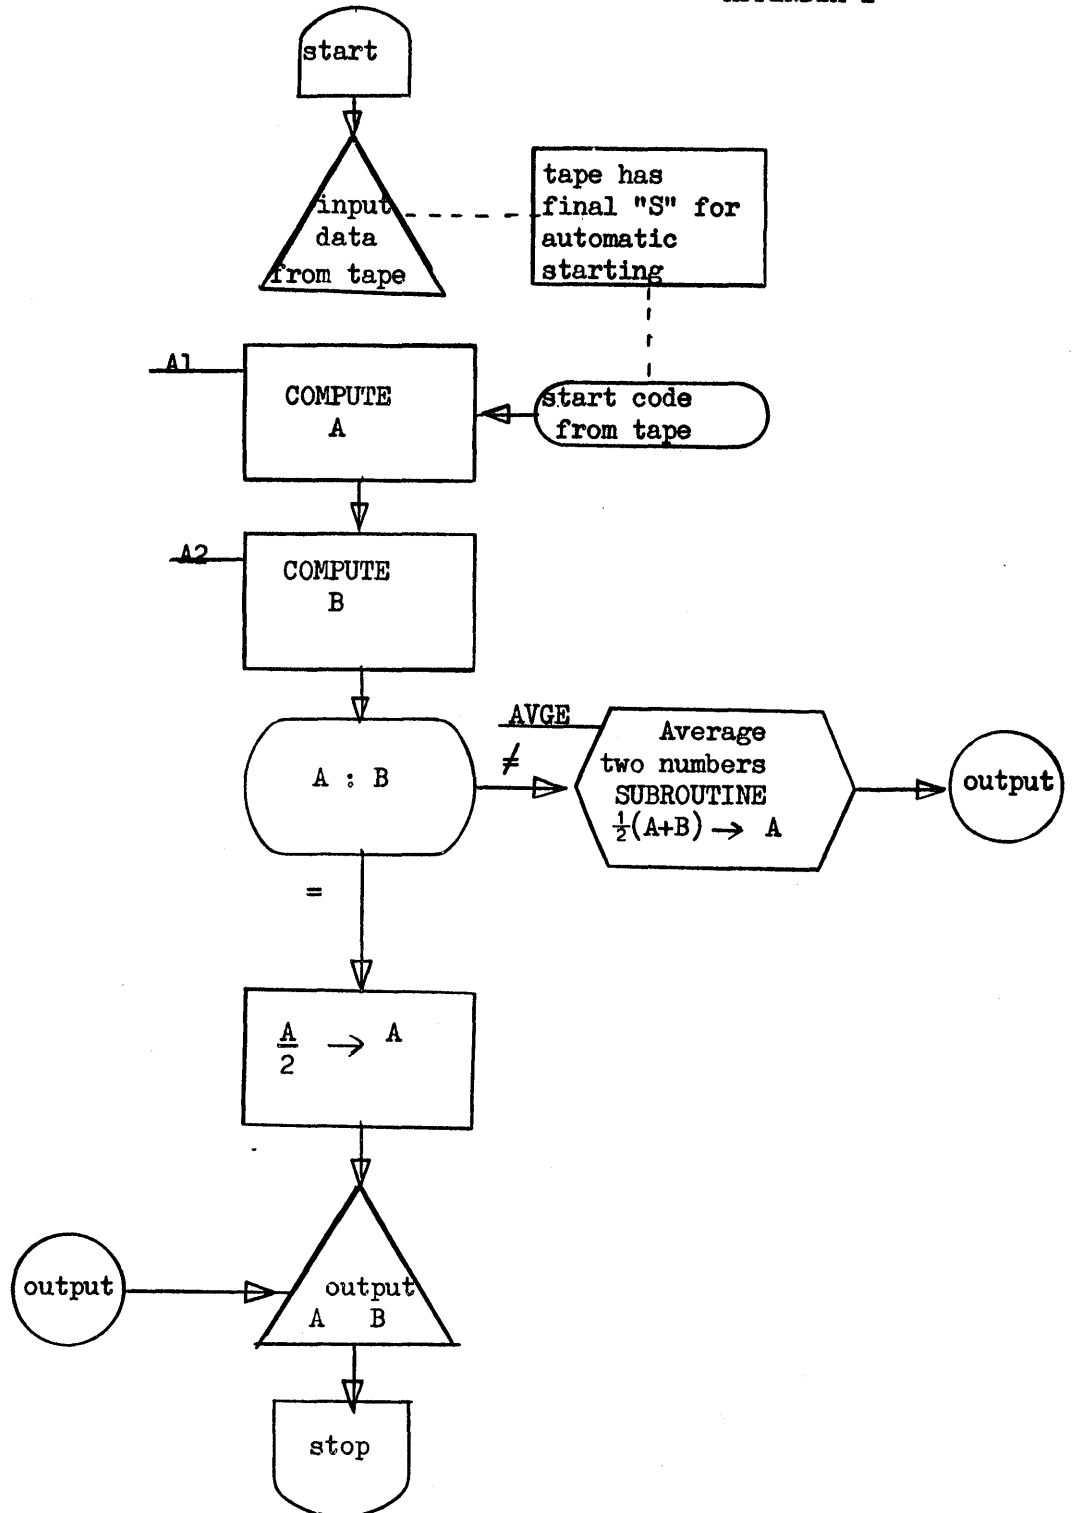 start
input
data
from tape
tape has
final "S" for
automatic
starting
A1
COMPUTE
A
start code
from tape
A2
COMPUTE
B
A : B
≠
AVGE
Average
two numbers
SUBROUTINE
½(A+B) → A
output
=
A/2 → A
output
output
A B
stop